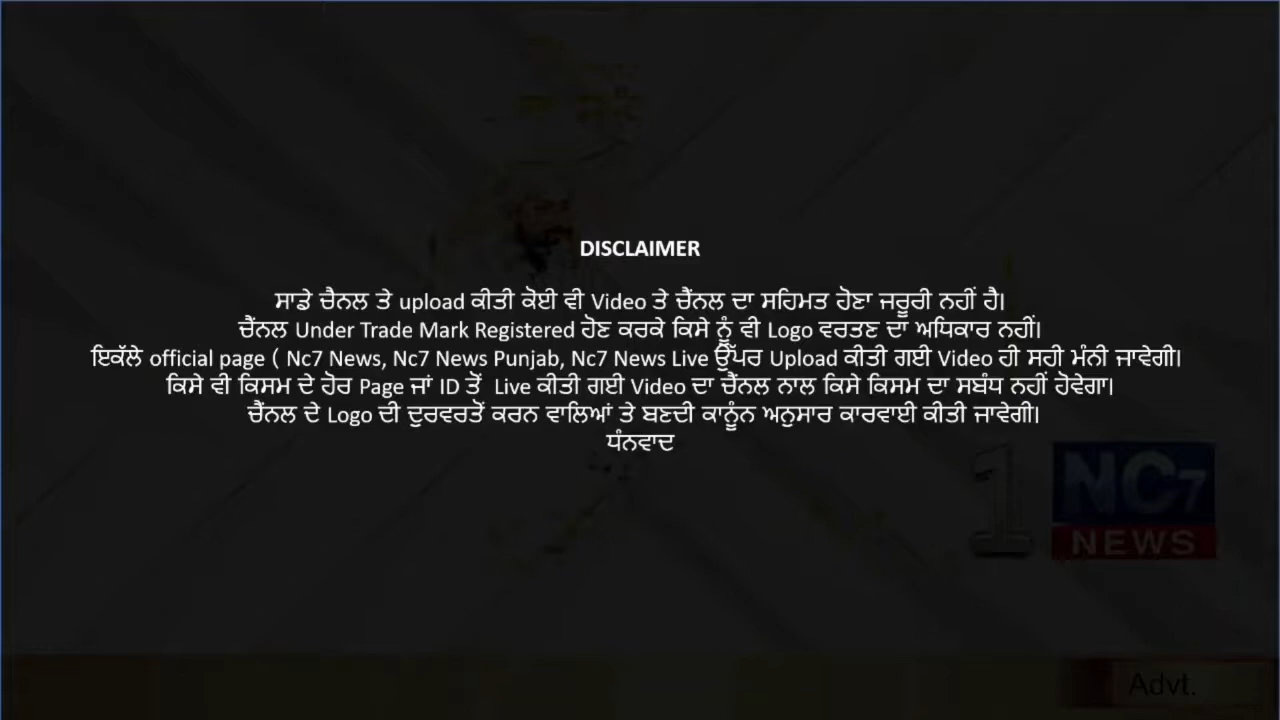 DISCLAIMER
ਸਾਡੇ ਚੈਨਲ ਤੇ upload ਕੀਤੀ ਕੋਈ ਵੀ Video ਤੇ ਚੈਂਨਲ ਦਾ ਸਹਿਮਤ ਹੋਣਾ ਜਰੂਰੀ ਨਹੀਂ ਹੈ।
ਚੈਂਨਲ Under Trade Mark Registered ਹੋਣ ਕਰਕੇ ਕਿਸੇ ਨੂੰ ਵੀ Logo ਵਰਤਣ ਦਾ ਅਧਿਕਾਰ ਨਹੀਂ।
ਇਕੱਲੇ official page ( Nc7 News, Nc7 News Punjab, Nc7 News Live ਉੱਪਰ Upload ਕੀਤੀ ਗਈ Video ਹੀ ਸਹੀ ਮੰਨੀ ਜਾਵੇਗੀ।
ਕਿਸੇ ਵੀ ਕਿਸਮ ਦੇ ਹੋਰ Page ਜਾਂ ID ਤੋਂ  Live ਕੀਤੀ ਗਈ Video ਦਾ ਚੈਂਨਲ ਨਾਲ ਕਿਸੇ ਕਿਸਮ ਦਾ ਸਬੰਧ ਨਹੀਂ ਹੋਵੇਗਾ।
ਚੈਂਨਲ ਦੇ Logo ਦੀ ਦੁਰਵਰਤੋਂ ਕਰਨ ਵਾਲਿਆਂ ਤੇ ਬਣਦੀ ਕਾਨੂੰਨ ਅਨੁਸਾਰ ਕਾਰਵਾਈ ਕੀਤੀ ਜਾਵੇਗੀ।
ਧੰਨਵਾਦ
1 NC7
NEWS
Advt.